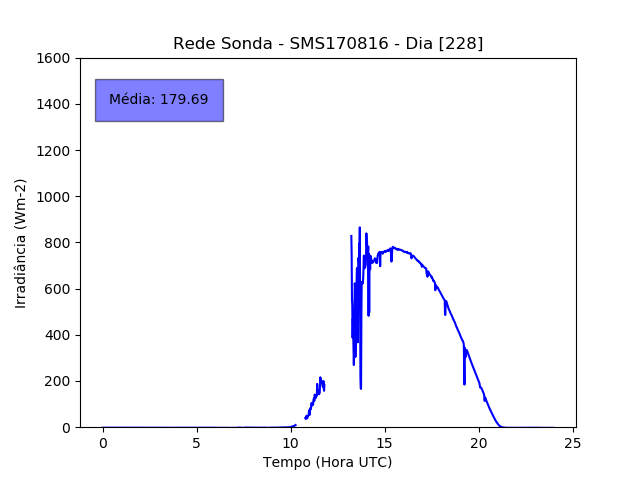 Rede Sonda - SMS170816 - Dia [228]
1600
1400
1200
1000
800
600
400
200
0
Média: 179.69
Irradiância (Wm-2)
0 5 10 15 20 25
Tempo (Hora UTC)